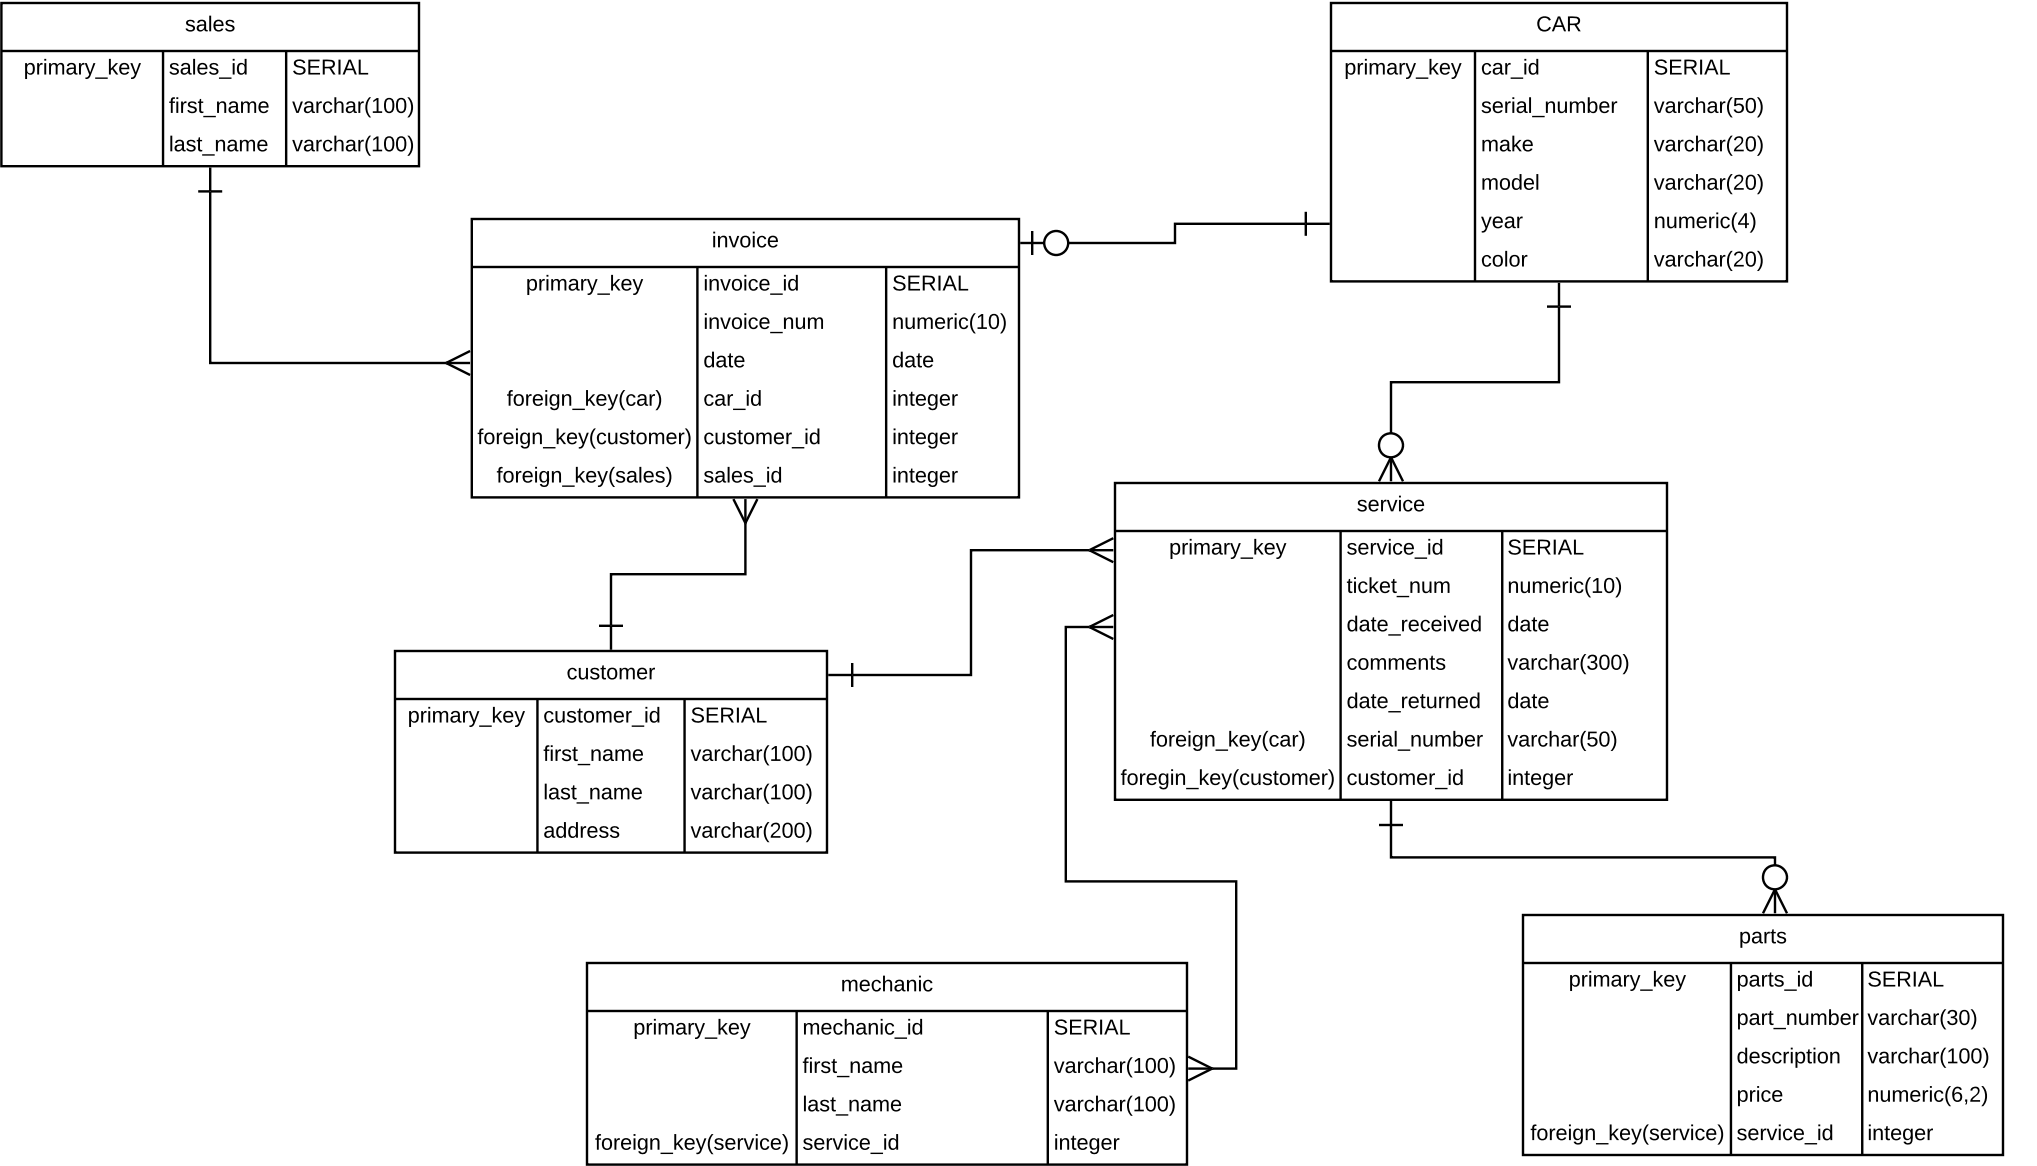 sales
primary_key sales_id SERIAL
first_name varchar(100)
last_name varchar(100)
CAR
primary_key car_id SERIAL
serial_number varchar(50)
make varchar(20)
model varchar(20)
year numeric(4)
color varchar(20)
invoice
primary_key invoice_id SERIAL
invoice_num numeric(10)
date date
foreign_key(car) car_id integer
foreign_key(customer) customer_id integer
foreign_key(sales) sales_id integer
service
primary_key service_id SERIAL
ticket_num numeric(10)
date_received date
comments varchar(300)
date_returned date
foreign_key(car) serial_number varchar(50)
foregin_key(customer) customer_id integer
customer
primary_key customer_id SERIAL
first_name varchar(100)
last_name varchar(100)
address varchar(200)
mechanic
primary_key mechanic_id SERIAL
first_name varchar(100)
last_name varchar(100)
foreign_key(service) service_id integer
parts
primary_key parts_id SERIAL
part_number varchar(30)
description varchar(100)
price numeric(6,2)
foreign_key(service) service_id integer